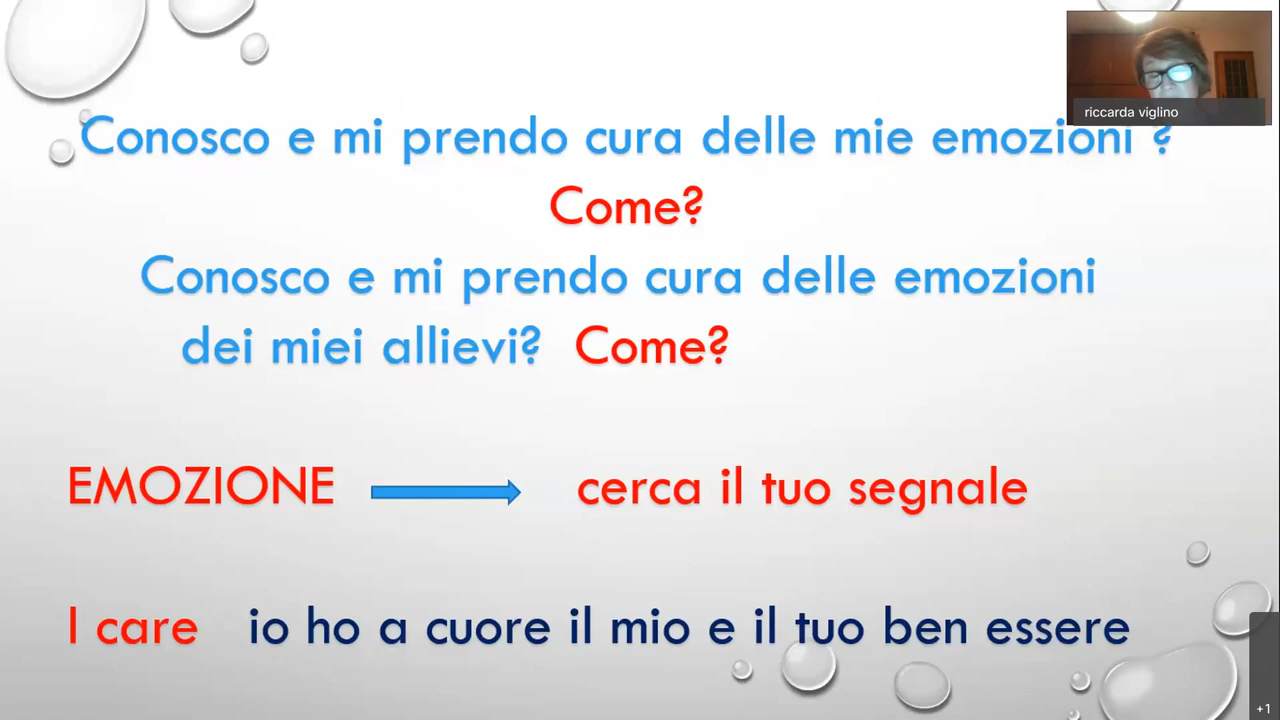 riccarda viglino
Conosco e mi prendo cura delle mie emozioni ?
Come?
Conosco e mi prendo cura delle emozioni
dei miei allievi? Come?
EMOZIONE cerca il tuo segnale
I care io ho a cuore il mio e il tuo ben essere
+1